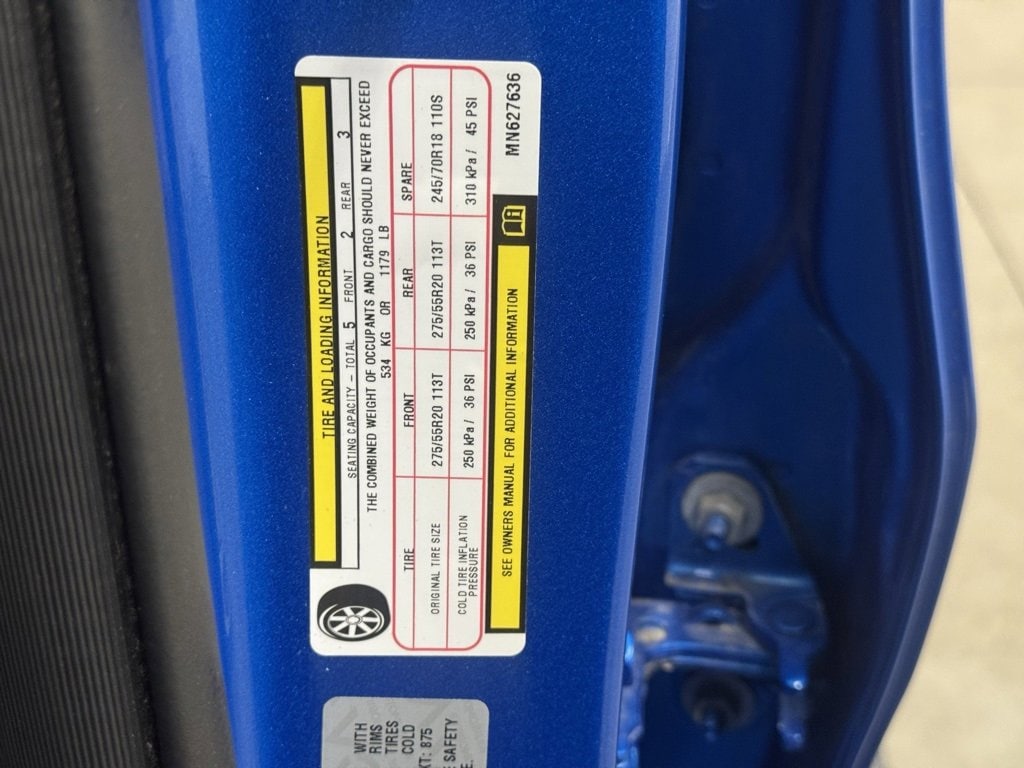 TIRE AND LOADING INFORMATION
SEATING CAPACITY – TOTAL 5 FRONT 2 REAR 3
THE COMBINED WEIGHT OF OCCUPANTS AND CARGO SHOULD NEVER EXCEED
534 KG OR 1179 LB
TIRE FRONT REAR SPARE
ORIGINAL TIRE SIZE 275/55R20 113T 275/55R20 113T 245/70R18 110S
COLD TIRE INFLATION PRESSURE 250 kPa / 36 PSI 250 kPa / 36 PSI 310 kPa / 45 PSI
SEE OWNERS MANUAL FOR ADDITIONAL INFORMATION
MN627636
WITH
RIMS
TIRES
COLD
XT: 875
E SAFETY
E.